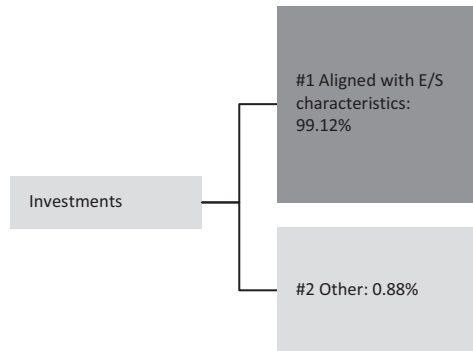 #1 Aligned with E/S
characteristics:
99.12%
Investments
#2 Other: 0.88%